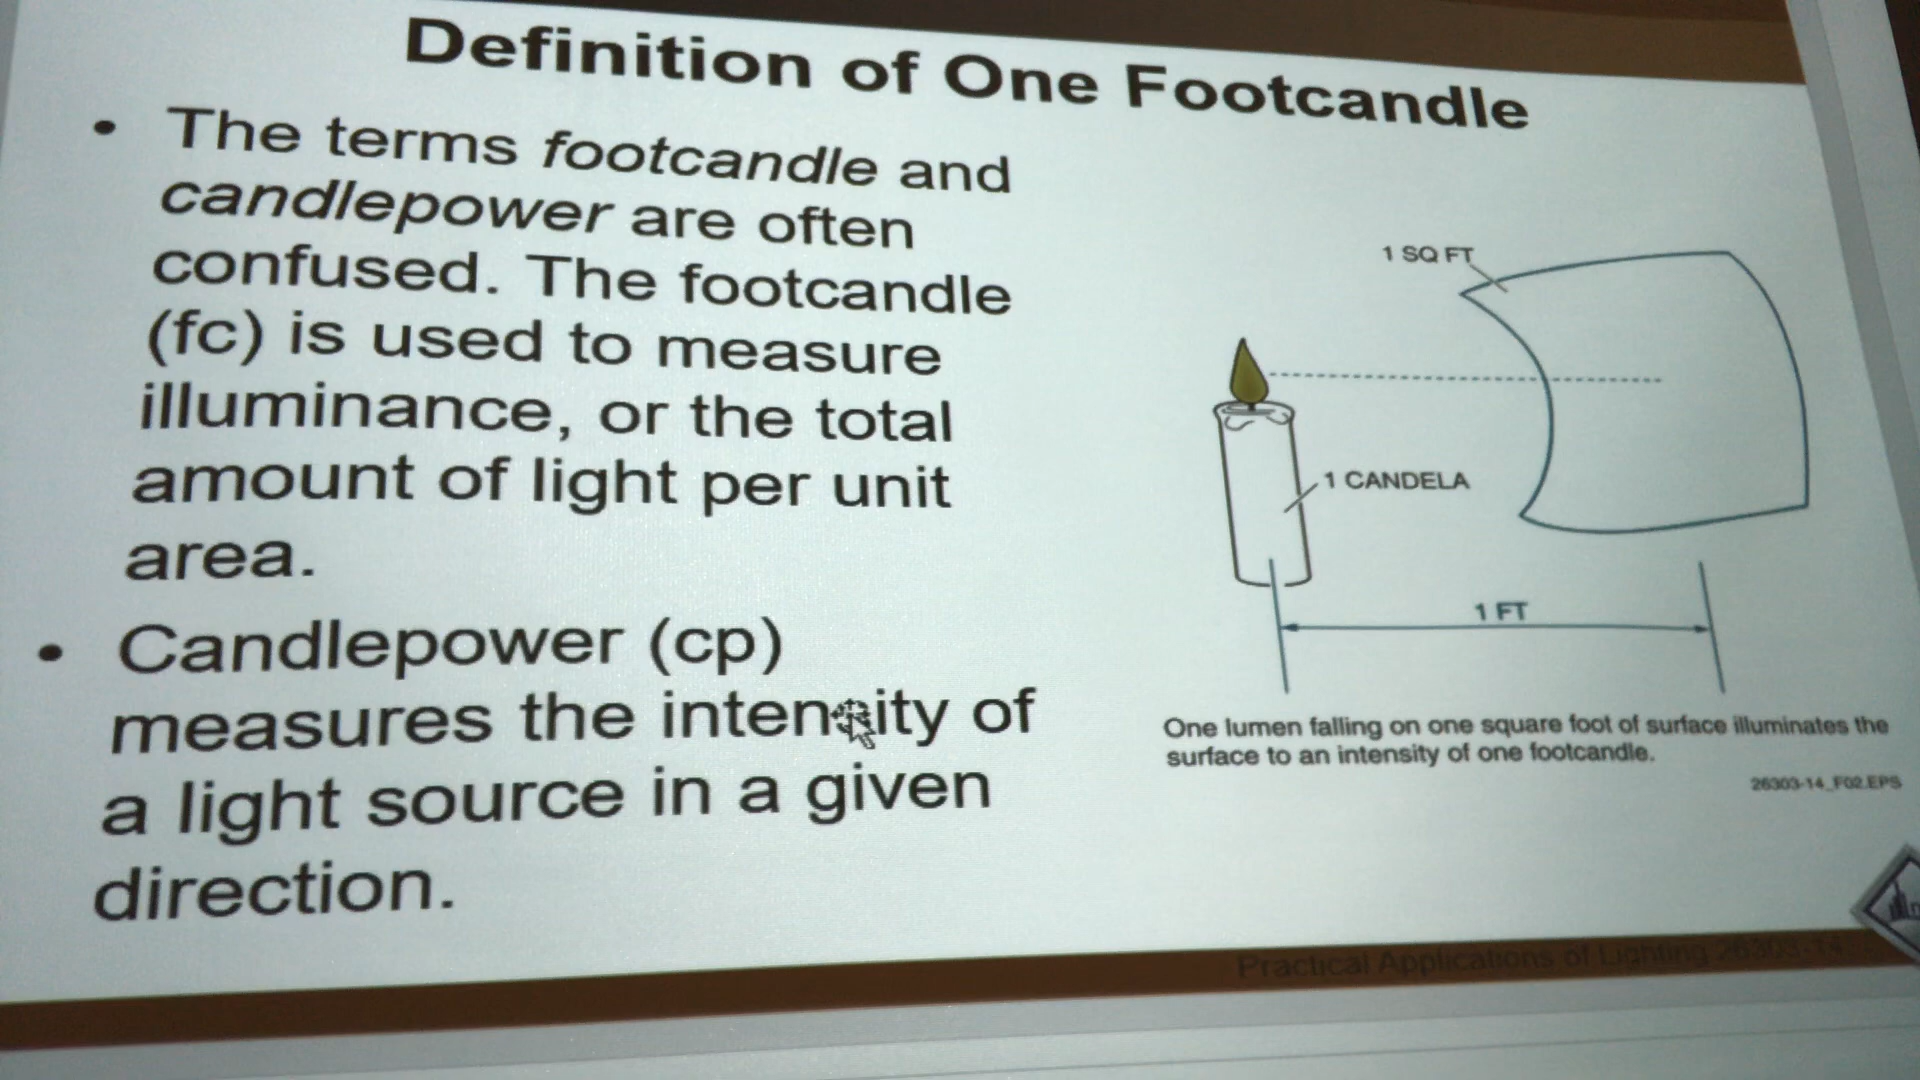 Definition of One Footcandle
• The terms footcandle and
candlepower are often
confused. The footcandle
(fc) is used to measure
illuminance, or the total
amount of light per unit
area.
• Candlepower (cp)
measures the intensity of
a light source in a given
direction.
1 SQ FT
1 CANDELA
1 FT
One lumen falling on one square foot of surface illuminates the
surface to an intensity of one footcandle.
26303-14_F02.EPS
Practical Applications of Lighting 26303-14